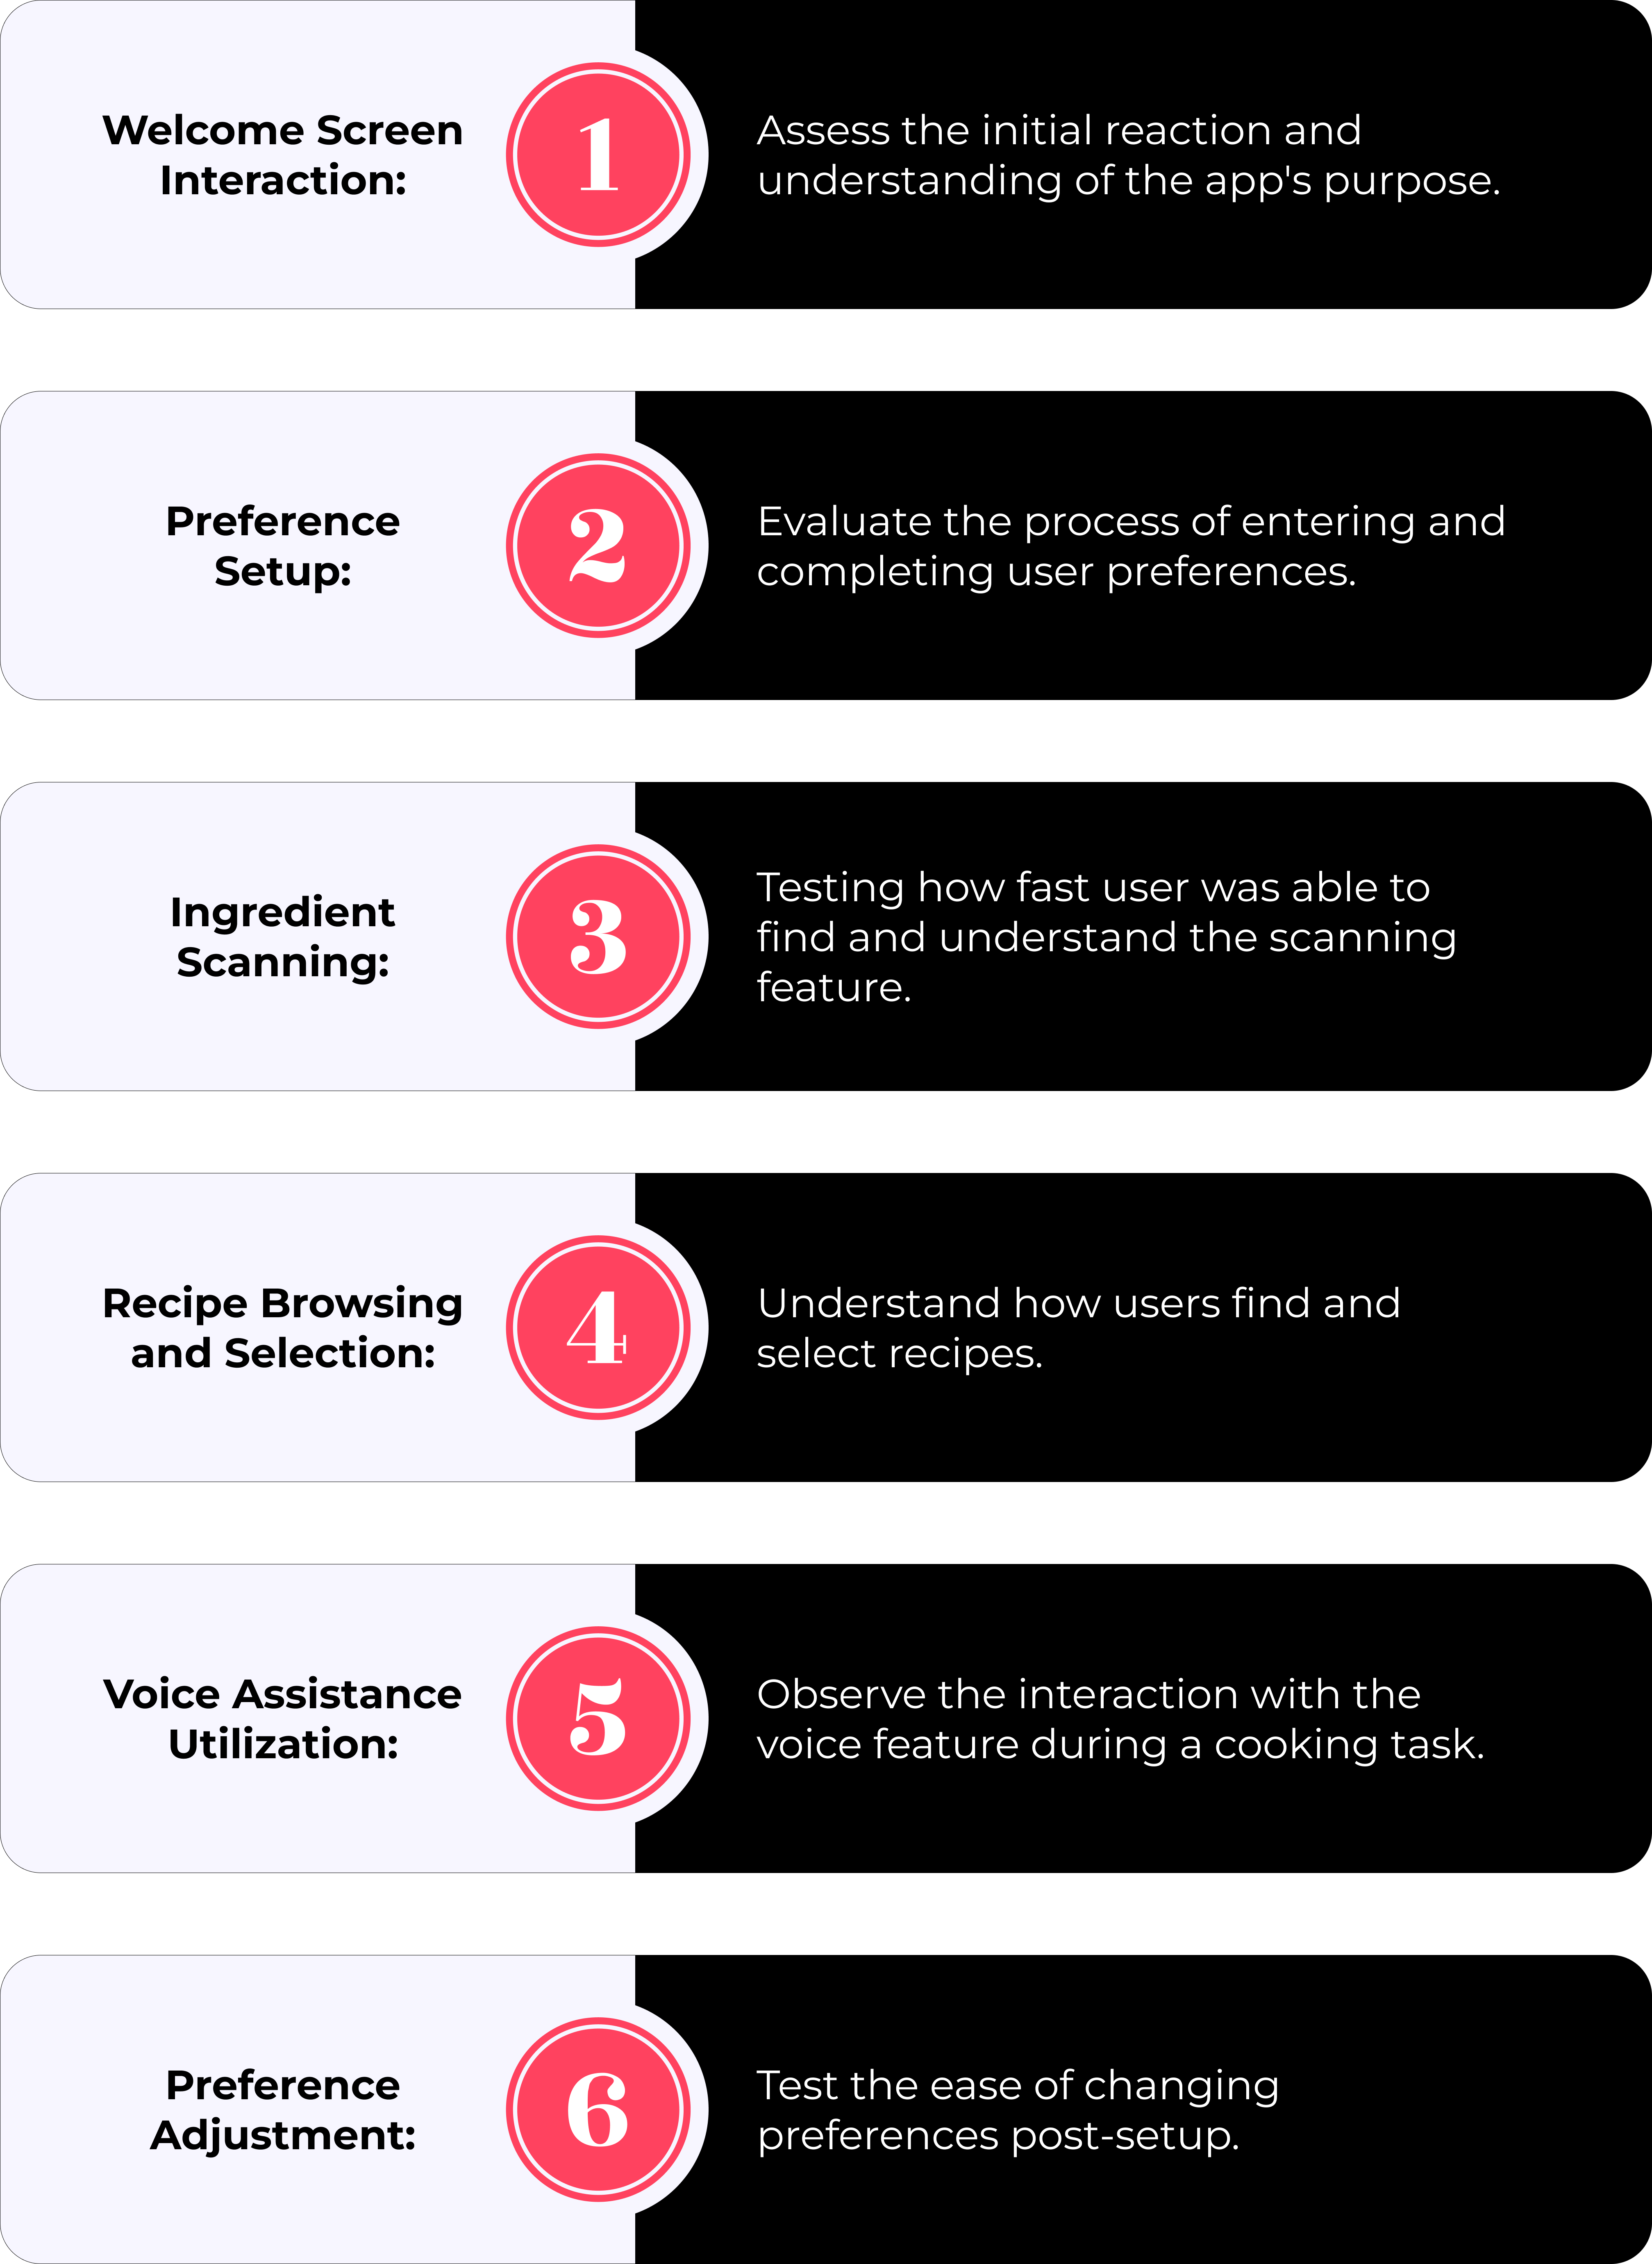 Welcome Screen
Interaction:
1
Assess the initial reaction and
understanding of the app's purpose.
Preference
Setup:
2
Evaluate the process of entering and
completing user preferences.
Ingredient
Scanning:
3
Testing how fast user was able to
find and understand the scanning
feature.
Recipe Browsing
and Selection:
4
Understand how users find and
select recipes.
Voice Assistance
Utilization:
5
Observe the interaction with the
voice feature during a cooking task.
Preference
Adjustment:
6
Test the ease of changing
preferences post-setup.